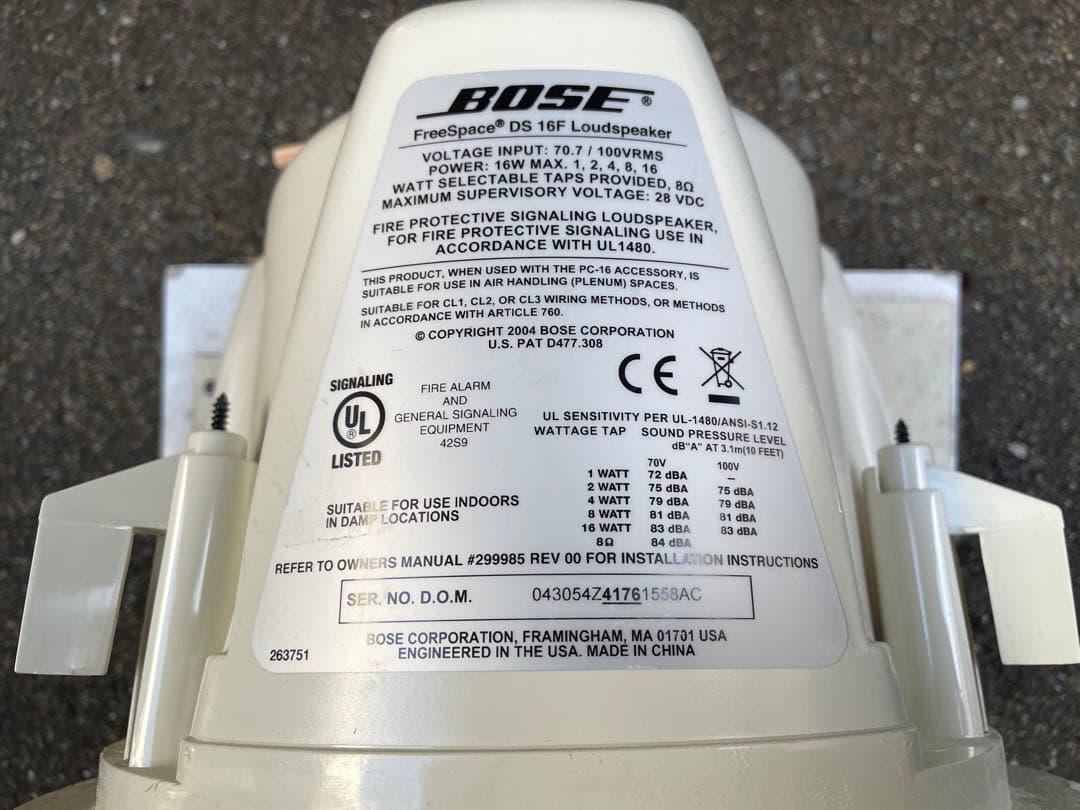 BOSE®
FreeSpace® DS 16F Loudspeaker
VOLTAGE INPUT: 70.7 / 100VRMS
POWER: 16W MAX. 1, 2, 4, 8, 16
WATT SELECTABLE TAPS PROVIDED, 8Ω
MAXIMUM SUPERVISORY VOLTAGE: 28 VDC
FIRE PROTECTIVE SIGNALING LOUDSPEAKER,
FOR FIRE PROTECTIVE SIGNALING USE IN
ACCORDANCE WITH UL1480.
THIS PRODUCT, WHEN USED WITH THE PC-16 ACCESSORY, IS
SUITABLE FOR USE IN AIR HANDLING (PLENUM) SPACES.
SUITABLE FOR CL1, CL2, OR CL3 WIRING METHODS, OR METHODS
IN ACCORDANCE WITH ARTICLE 760.
© COPYRIGHT 2004 BOSE CORPORATION
U.S. PAT D477.308
SIGNALING
UL®
LISTED
FIRE ALARM
AND
GENERAL SIGNALING
EQUIPMENT
42S9
CE
UL SENSITIVITY PER UL-1480/ANSI-S1.12
WATTAGE TAP SOUND PRESSURE LEVEL
dB"A" AT 3.1m(10 FEET)
70V 100V
1 WATT 72 dBA –
2 WATT 75 dBA 75 dBA
4 WATT 79 dBA 79 dBA
8 WATT 81 dBA 81 dBA
16 WATT 83 dBA 83 dBA
8Ω 84 dBA
SUITABLE FOR USE INDOORS
IN DAMP LOCATIONS
REFER TO OWNERS MANUAL #299985 REV 00 FOR INSTALLATION INSTRUCTIONS
SER. NO. D.O.M. 043054Z41761558AC
BOSE CORPORATION, FRAMINGHAM, MA 01701 USA
ENGINEERED IN THE USA. MADE IN CHINA
263751